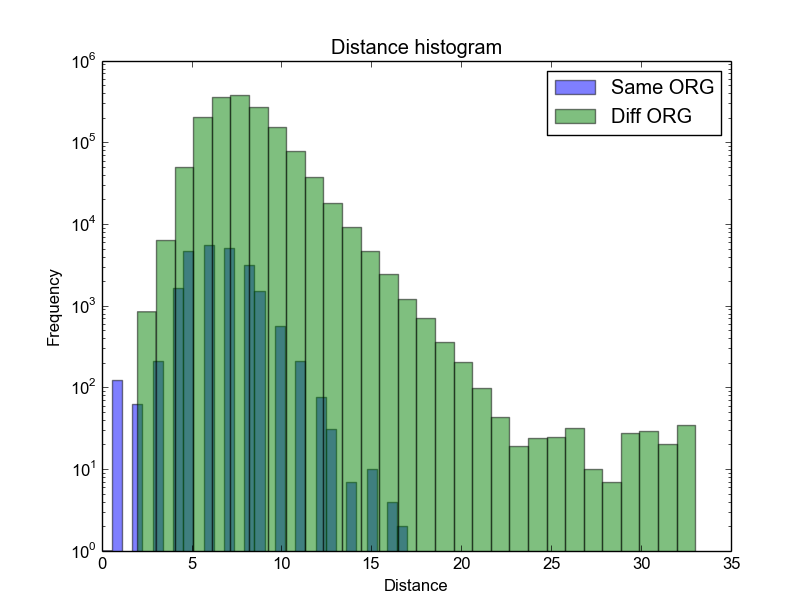 Distance histogram
Same ORG
Diff ORG
10^6
10^5
10^4
10^3
10^2
10^1
10^0
Frequency
0 5 10 15 20 25 30 35
Distance